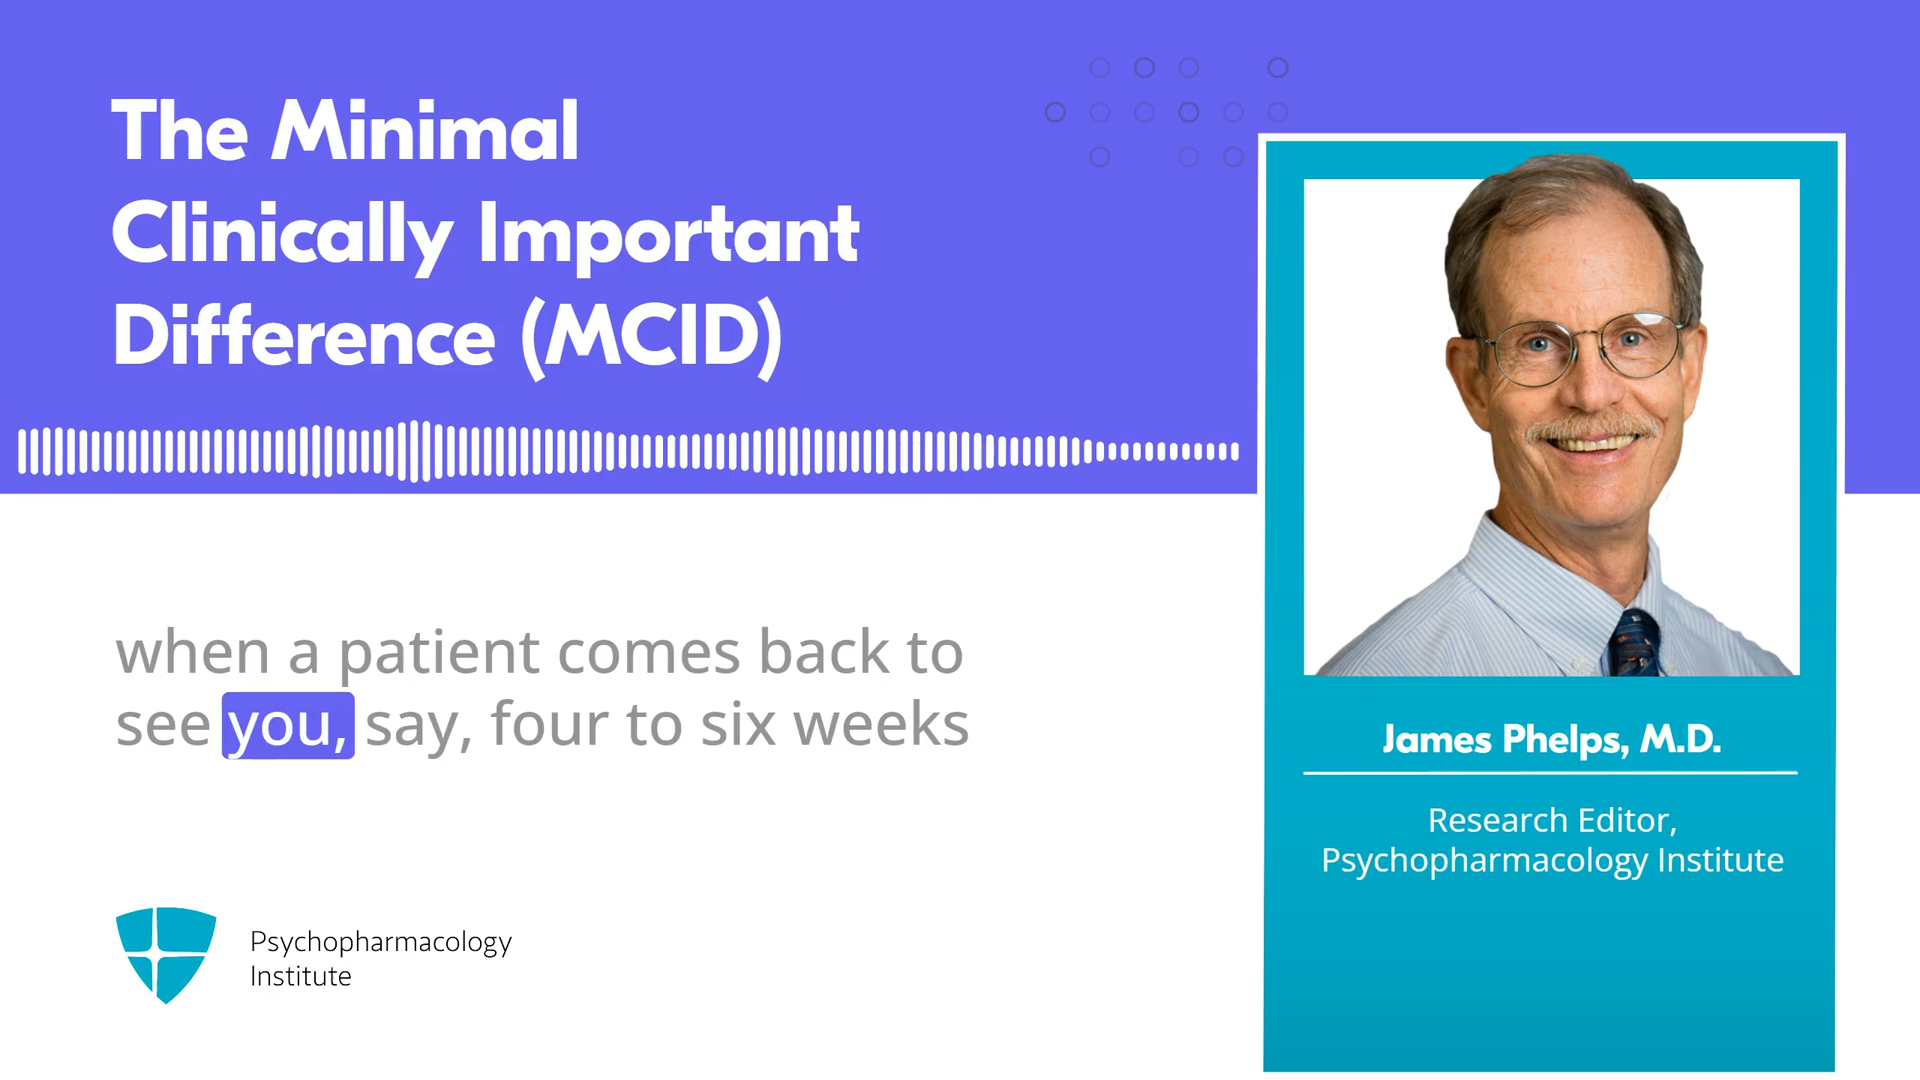 The Minimal
Clinically Important
Difference (MCID)
when a patient comes back to
see you, say, four to six weeks
Psychopharmacology
Institute
James Phelps, M.D.
Research Editor,
Psychopharmacology Institute